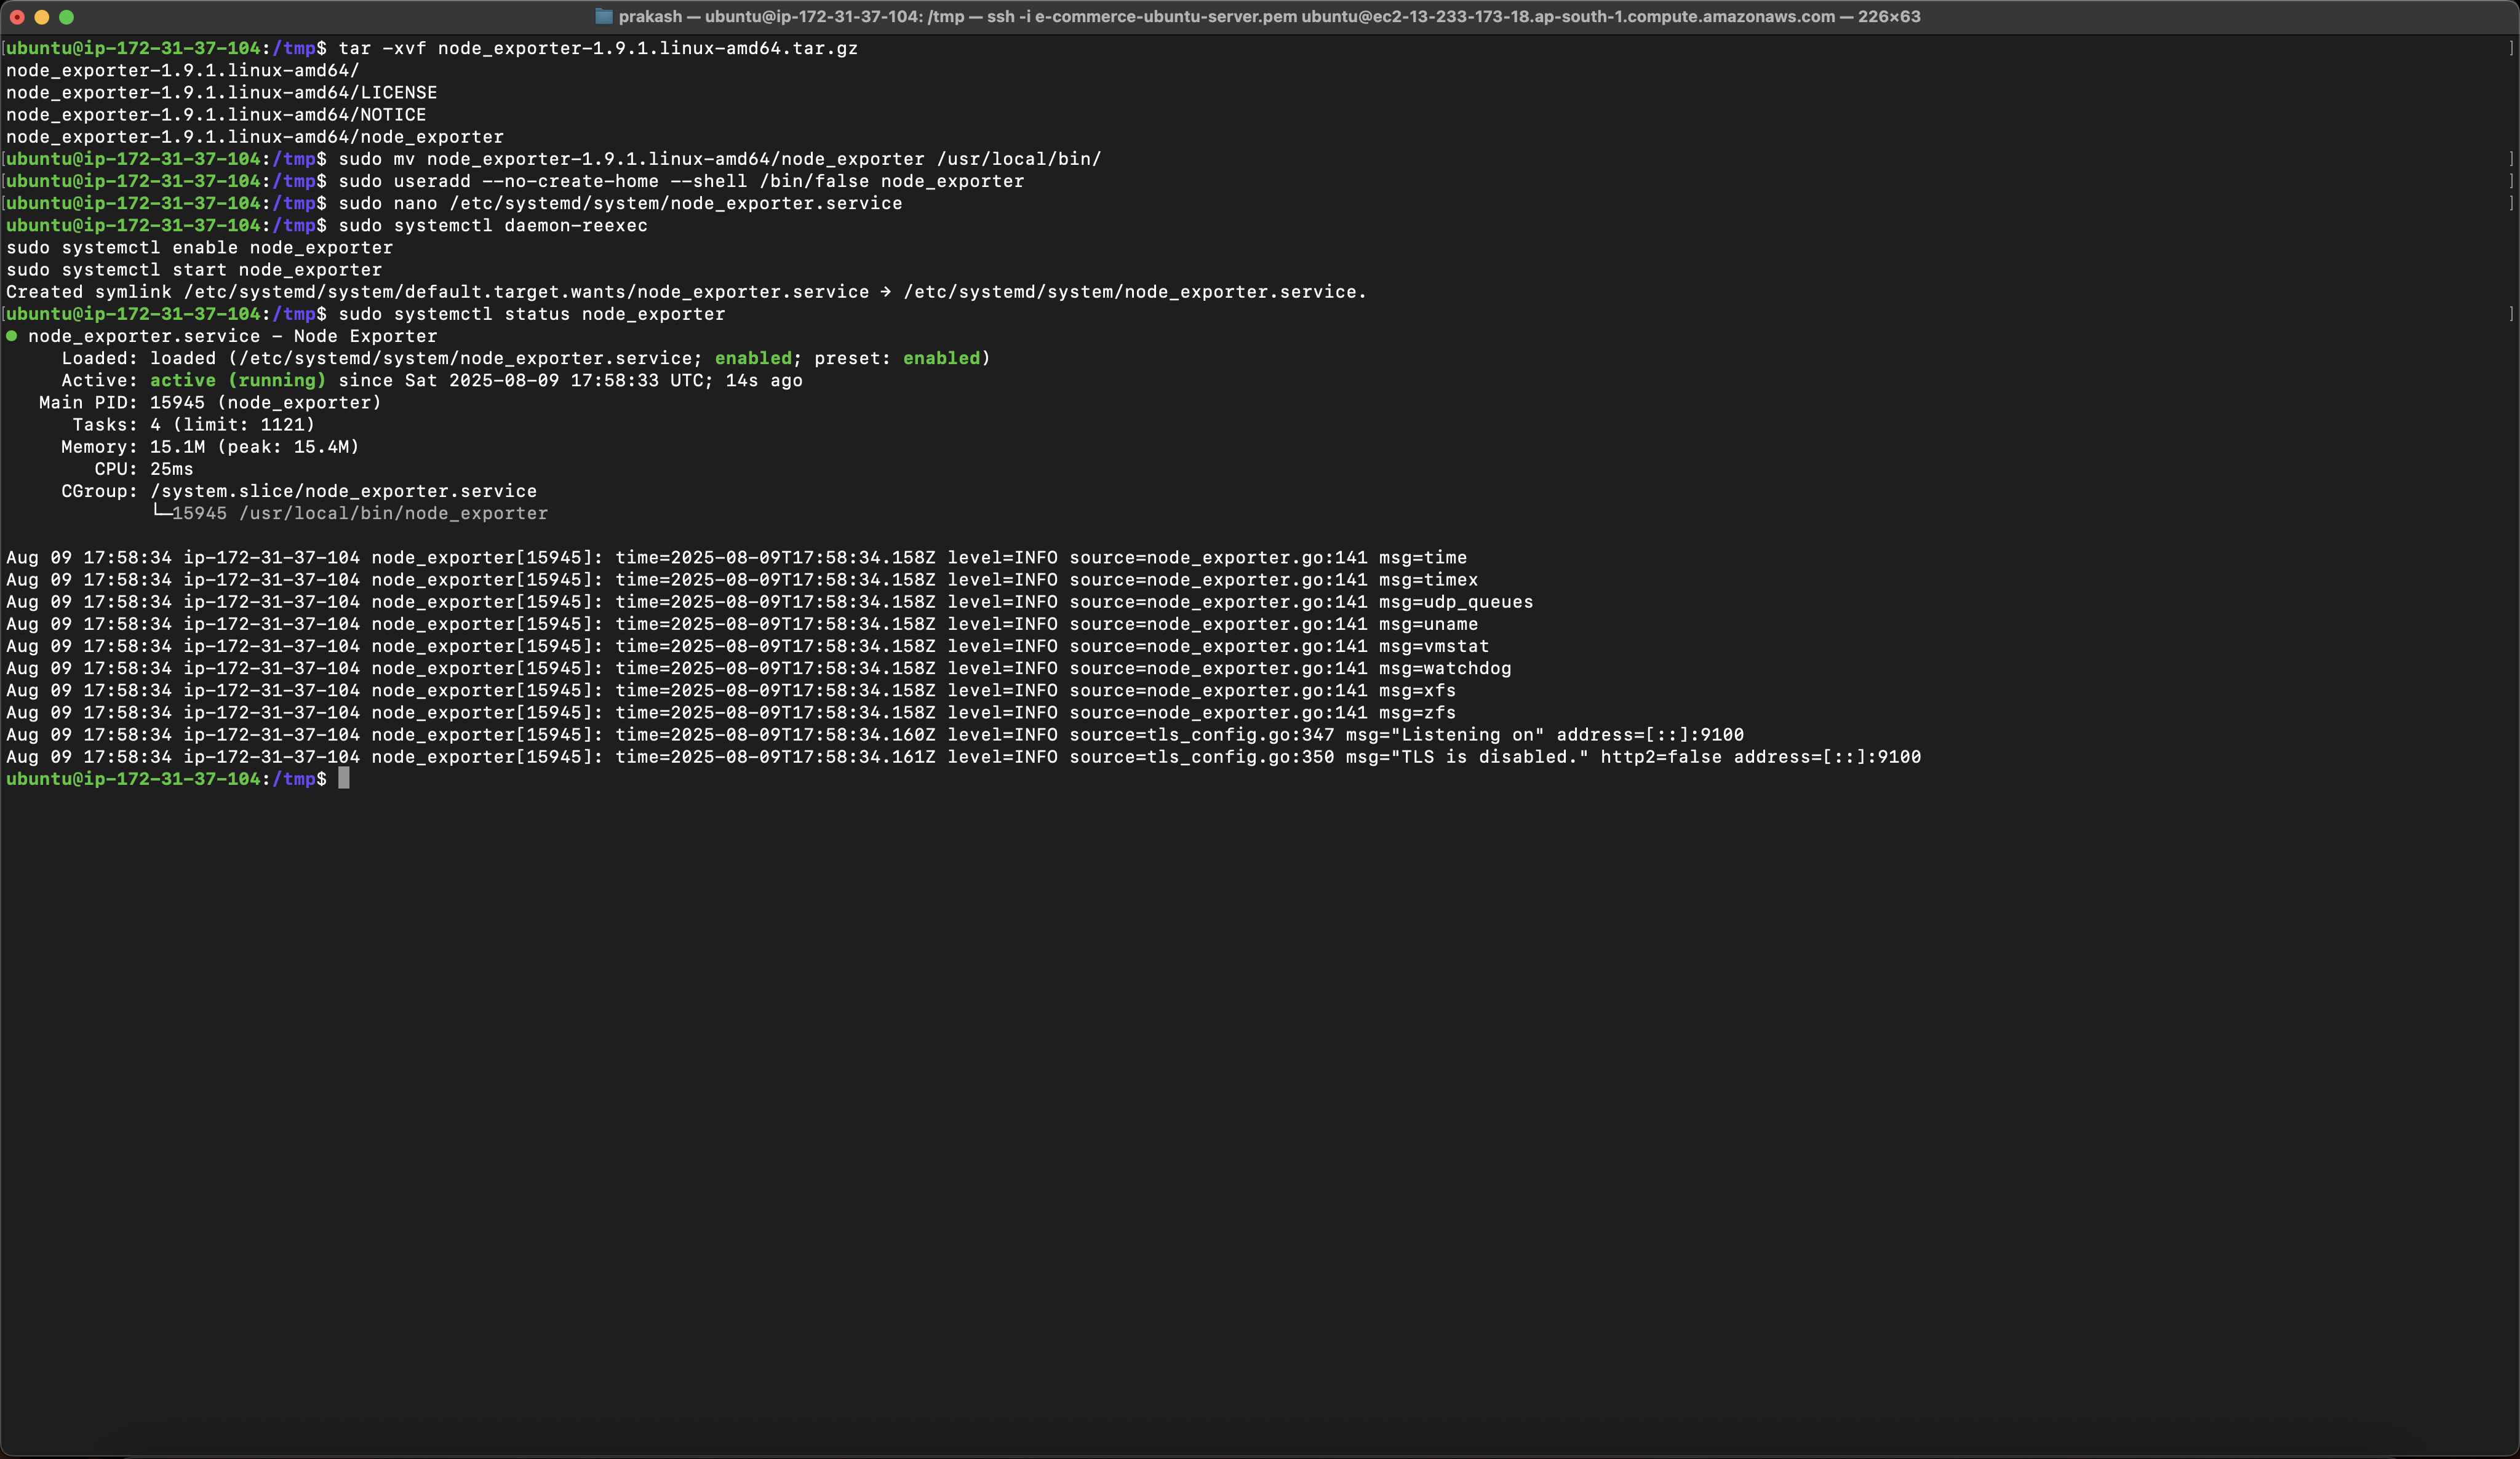 prakash — ubuntu@ip-172-31-37-104: /tmp — ssh -i e-commerce-ubuntu-server.pem ubuntu@ec2-13-233-173-18.ap-south-1.compute.amazonaws.com — 226×63
[ubuntu@ip-172-31-37-104:/tmp$ tar -xvf node_exporter-1.9.1.linux-amd64.tar.gz ]
node_exporter-1.9.1.linux-amd64/
node_exporter-1.9.1.linux-amd64/LICENSE
node_exporter-1.9.1.linux-amd64/NOTICE
node_exporter-1.9.1.linux-amd64/node_exporter
[ubuntu@ip-172-31-37-104:/tmp$ sudo mv node_exporter-1.9.1.linux-amd64/node_exporter /usr/local/bin/ ]
[ubuntu@ip-172-31-37-104:/tmp$ sudo useradd --no-create-home --shell /bin/false node_exporter ]
[ubuntu@ip-172-31-37-104:/tmp$ sudo nano /etc/systemd/system/node_exporter.service ]
ubuntu@ip-172-31-37-104:/tmp$ sudo systemctl daemon-reexec
sudo systemctl enable node_exporter
sudo systemctl start node_exporter
Created symlink /etc/systemd/system/default.target.wants/node_exporter.service → /etc/systemd/system/node_exporter.service.
[ubuntu@ip-172-31-37-104:/tmp$ sudo systemctl status node_exporter ]
● node_exporter.service - Node Exporter
Loaded: loaded (/etc/systemd/system/node_exporter.service; enabled; preset: enabled)
Active: active (running) since Sat 2025-08-09 17:58:33 UTC; 14s ago
Main PID: 15945 (node_exporter)
Tasks: 4 (limit: 1121)
Memory: 15.1M (peak: 15.4M)
CPU: 25ms
CGroup: /system.slice/node_exporter.service
└─15945 /usr/local/bin/node_exporter
Aug 09 17:58:34 ip-172-31-37-104 node_exporter[15945]: time=2025-08-09T17:58:34.158Z level=INFO source=node_exporter.go:141 msg=time
Aug 09 17:58:34 ip-172-31-37-104 node_exporter[15945]: time=2025-08-09T17:58:34.158Z level=INFO source=node_exporter.go:141 msg=timex
Aug 09 17:58:34 ip-172-31-37-104 node_exporter[15945]: time=2025-08-09T17:58:34.158Z level=INFO source=node_exporter.go:141 msg=udp_queues
Aug 09 17:58:34 ip-172-31-37-104 node_exporter[15945]: time=2025-08-09T17:58:34.158Z level=INFO source=node_exporter.go:141 msg=uname
Aug 09 17:58:34 ip-172-31-37-104 node_exporter[15945]: time=2025-08-09T17:58:34.158Z level=INFO source=node_exporter.go:141 msg=vmstat
Aug 09 17:58:34 ip-172-31-37-104 node_exporter[15945]: time=2025-08-09T17:58:34.158Z level=INFO source=node_exporter.go:141 msg=watchdog
Aug 09 17:58:34 ip-172-31-37-104 node_exporter[15945]: time=2025-08-09T17:58:34.158Z level=INFO source=node_exporter.go:141 msg=xfs
Aug 09 17:58:34 ip-172-31-37-104 node_exporter[15945]: time=2025-08-09T17:58:34.158Z level=INFO source=node_exporter.go:141 msg=zfs
Aug 09 17:58:34 ip-172-31-37-104 node_exporter[15945]: time=2025-08-09T17:58:34.160Z level=INFO source=tls_config.go:347 msg="Listening on" address=[::]:9100
Aug 09 17:58:34 ip-172-31-37-104 node_exporter[15945]: time=2025-08-09T17:58:34.161Z level=INFO source=tls_config.go:350 msg="TLS is disabled." http2=false address=[::]:9100
ubuntu@ip-172-31-37-104:/tmp$